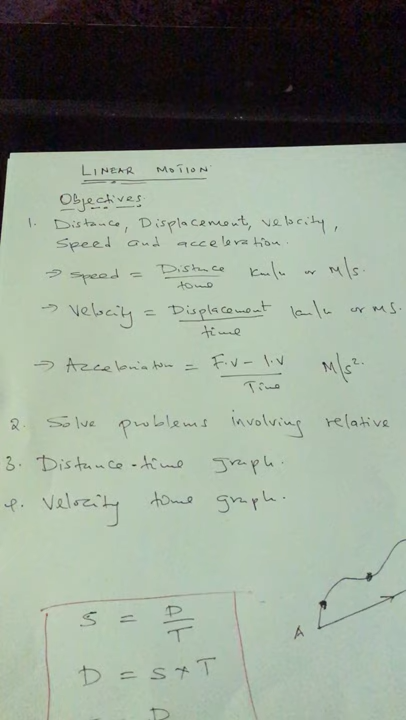 LINEAR MOTION
Objectives
1. Distance, Displacement, velocity,
Speed and acceleration.
→ Speed = Distance / time km/h or M/s.
→ Velocity = Displacement / time km/h or MS.
→ Acceleration = F.V - I.V / Time M/s².
2. Solve problems involving relative
3. Distance-time graph.
4. Velocity time graph.
S = D / T
D = S * T
D
A